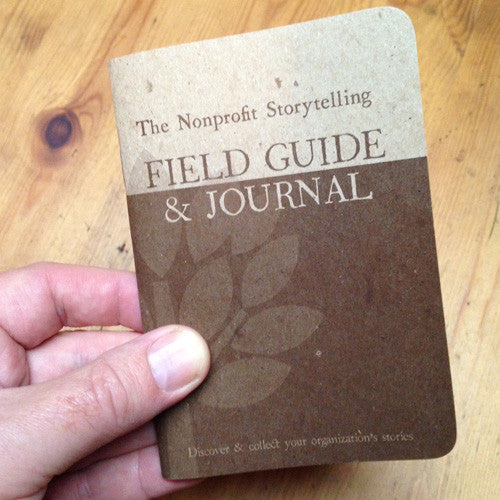 The Nonprofit Storytelling
FIELD GUIDE
& JOURNAL
Discover & collect your organization's stories